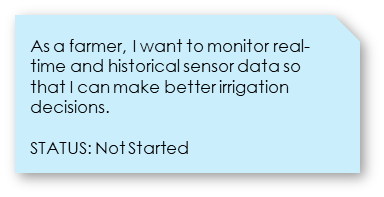 As a farmer, I want to monitor real-
time and historical sensor data so
that I can make better irrigation
decisions.
STATUS: Not Started